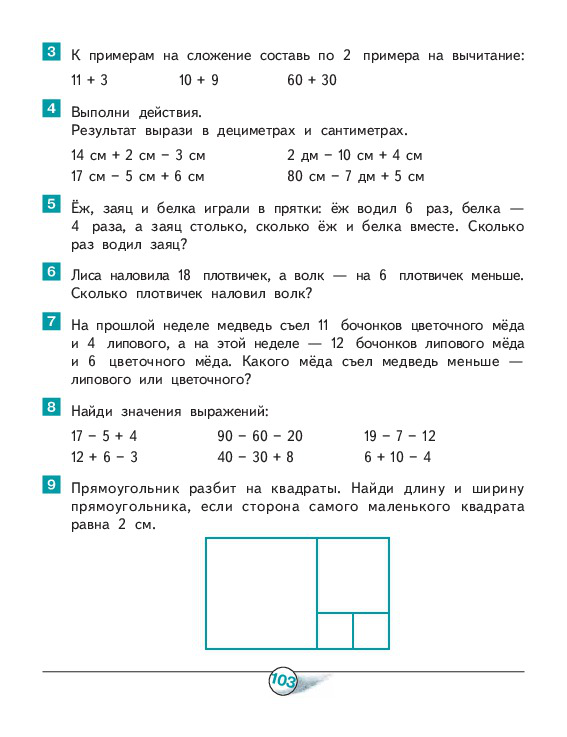 3 К примерам на сложение составь по 2 примера на вычитание:
11 + 3 10 + 9 60 + 30
4 Выполни действия.
Результат вырази в дециметрах и сантиметрах.
14 см + 2 см − 3 см 2 дм − 10 см + 4 см
17 см − 5 см + 6 см 80 см − 7 дм + 5 см
5 Ёж, заяц и белка играли в прятки: ёж водил 6 раз, белка —
4 раза, а заяц столько, сколько ёж и белка вместе. Сколько
раз водил заяц?
6 Лиса наловила 18 плотвичек, а волк — на 6 плотвичек меньше.
Сколько плотвичек наловил волк?
7 На прошлой неделе медведь съел 11 бочонков цветочного мёда
и 4 липового, а на этой неделе — 12 бочонков липового мёда
и 6 цветочного мёда. Какого мёда съел медведь меньше —
липового или цветочного?
8 Найди значения выражений:
17 − 5 + 4 90 − 60 − 20 19 − 7 − 12
12 + 6 − 3 40 − 30 + 8 6 + 10 − 4
9 Прямоугольник разбит на квадраты. Найди длину и ширину
прямоугольника, если сторона самого маленького квадрата
равна 2 см.
103